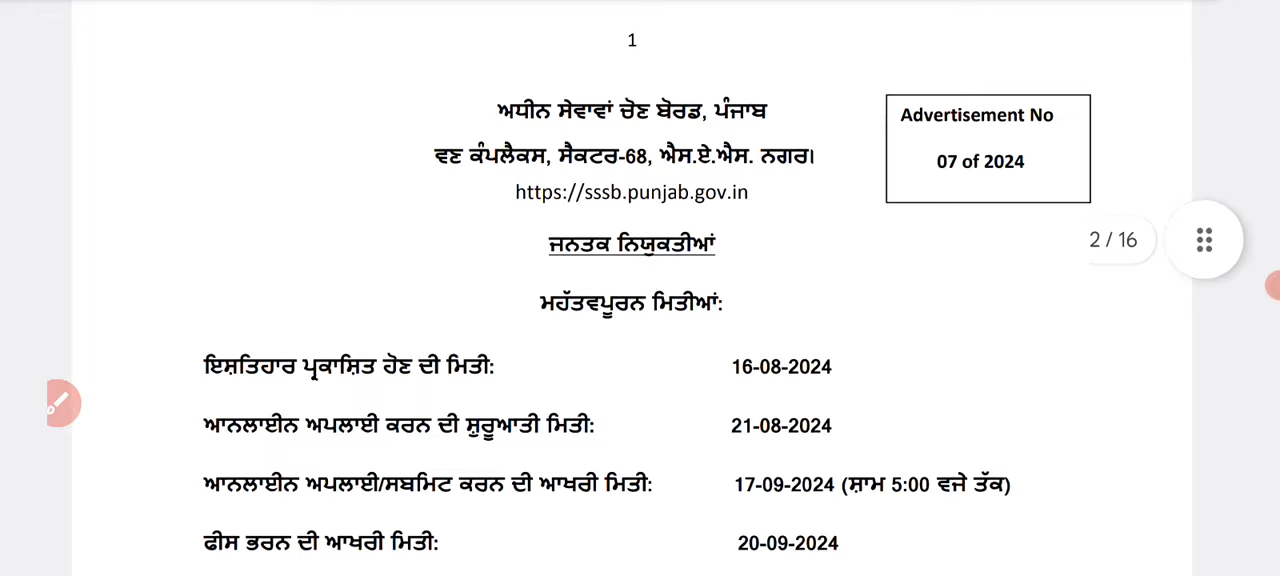 1
ਅਧੀਨ ਸੇਵਾਵਾਂ ਚੋਣ ਬੋਰਡ, ਪੰਜਾਬ
Advertisement No
ਵਣ ਕੰਪਲੈਕਸ, ਸੈਕਟਰ-68, ਐਸ.ਏ.ਐਸ. ਨਗਰ।
07 of 2024
https://sssb.punjab.gov.in
ਜਨਤਕ ਨਿਯੁਕਤੀਆਂ
2 / 16
ਮਹੱਤਵਪੂਰਨ ਮਿਤੀਆਂ:
ਇਸ਼ਤਿਹਾਰ ਪ੍ਰਕਾਸ਼ਿਤ ਹੋਣ ਦੀ ਮਿਤੀ: 16-08-2024
ਆਨਲਾਈਨ ਅਪਲਾਈ ਕਰਨ ਦੀ ਸ਼ੁਰੂਆਤੀ ਮਿਤੀ: 21-08-2024
ਆਨਲਾਈਨ ਅਪਲਾਈ/ਸਬਮਿਟ ਕਰਨ ਦੀ ਆਖਰੀ ਮਿਤੀ: 17-09-2024 (ਸ਼ਾਮ 5:00 ਵਜੇ ਤੱਕ)
ਫੀਸ ਭਰਨ ਦੀ ਆਖਰੀ ਮਿਤੀ: 20-09-2024